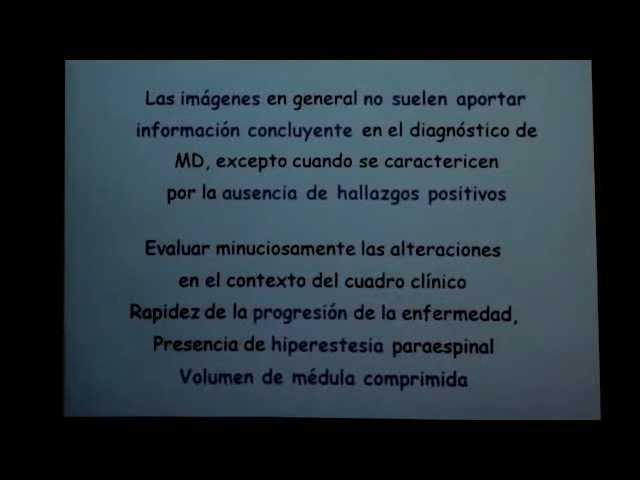 Las imágenes en general no suelen aportar
información concluyente en el diagnóstico de
MD, excepto cuando se caractericen
por la ausencia de hallazgos positivos
Evaluar minuciosamente las alteraciones
en el contexto del cuadro clínico
Rapidez de la progresión de la enfermedad,
Presencia de hiperestesia paraespinal
Volumen de médula comprimida